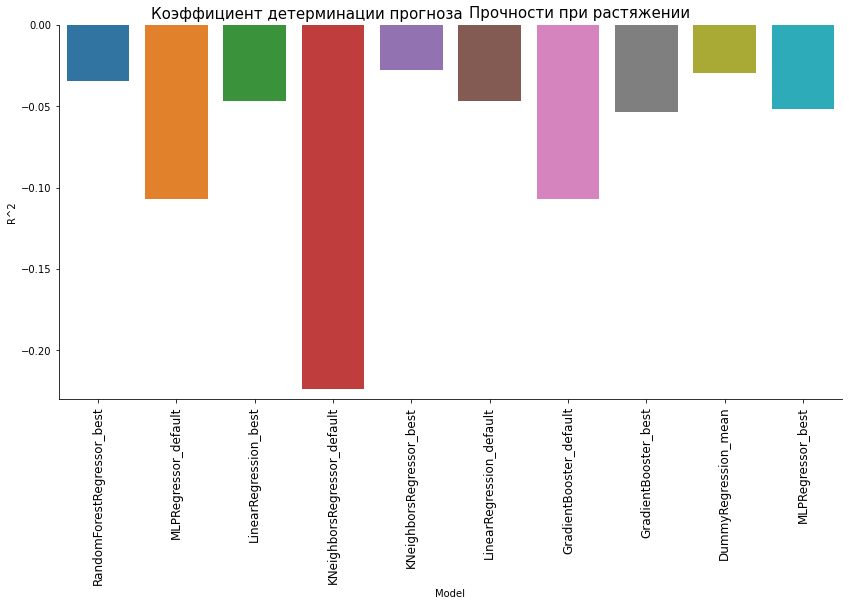 Коэффициент детерминации прогноза  Прочности при растяжении
0.00
−0.05
−0.10
−0.15
−0.20
R^2
RandomForestRegressor_best
MLPRegressor_default
LinearRegression_best
KNeighborsRegressor_default
KNeighborsRegressor_best
LinearRegression_default
GradientBooster_default
GradientBooster_best
DummyRegression_mean
MLPRegressor_best
Model